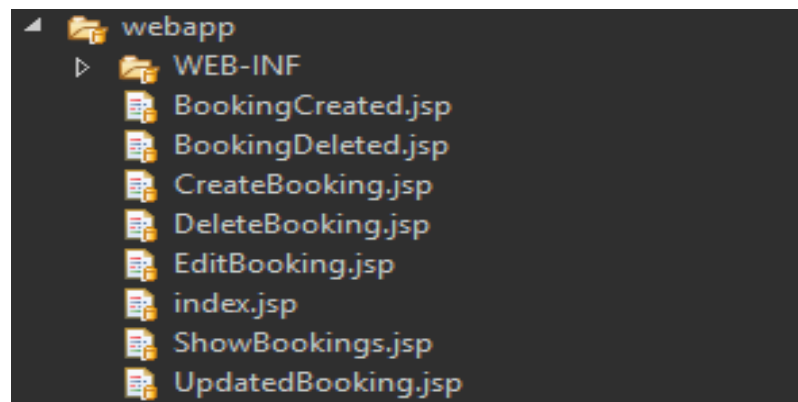 webapp
WEB-INF
BookingCreated.jsp
BookingDeleted.jsp
CreateBooking.jsp
DeleteBooking.jsp
EditBooking.jsp
index.jsp
ShowBookings.jsp
UpdatedBooking.jsp